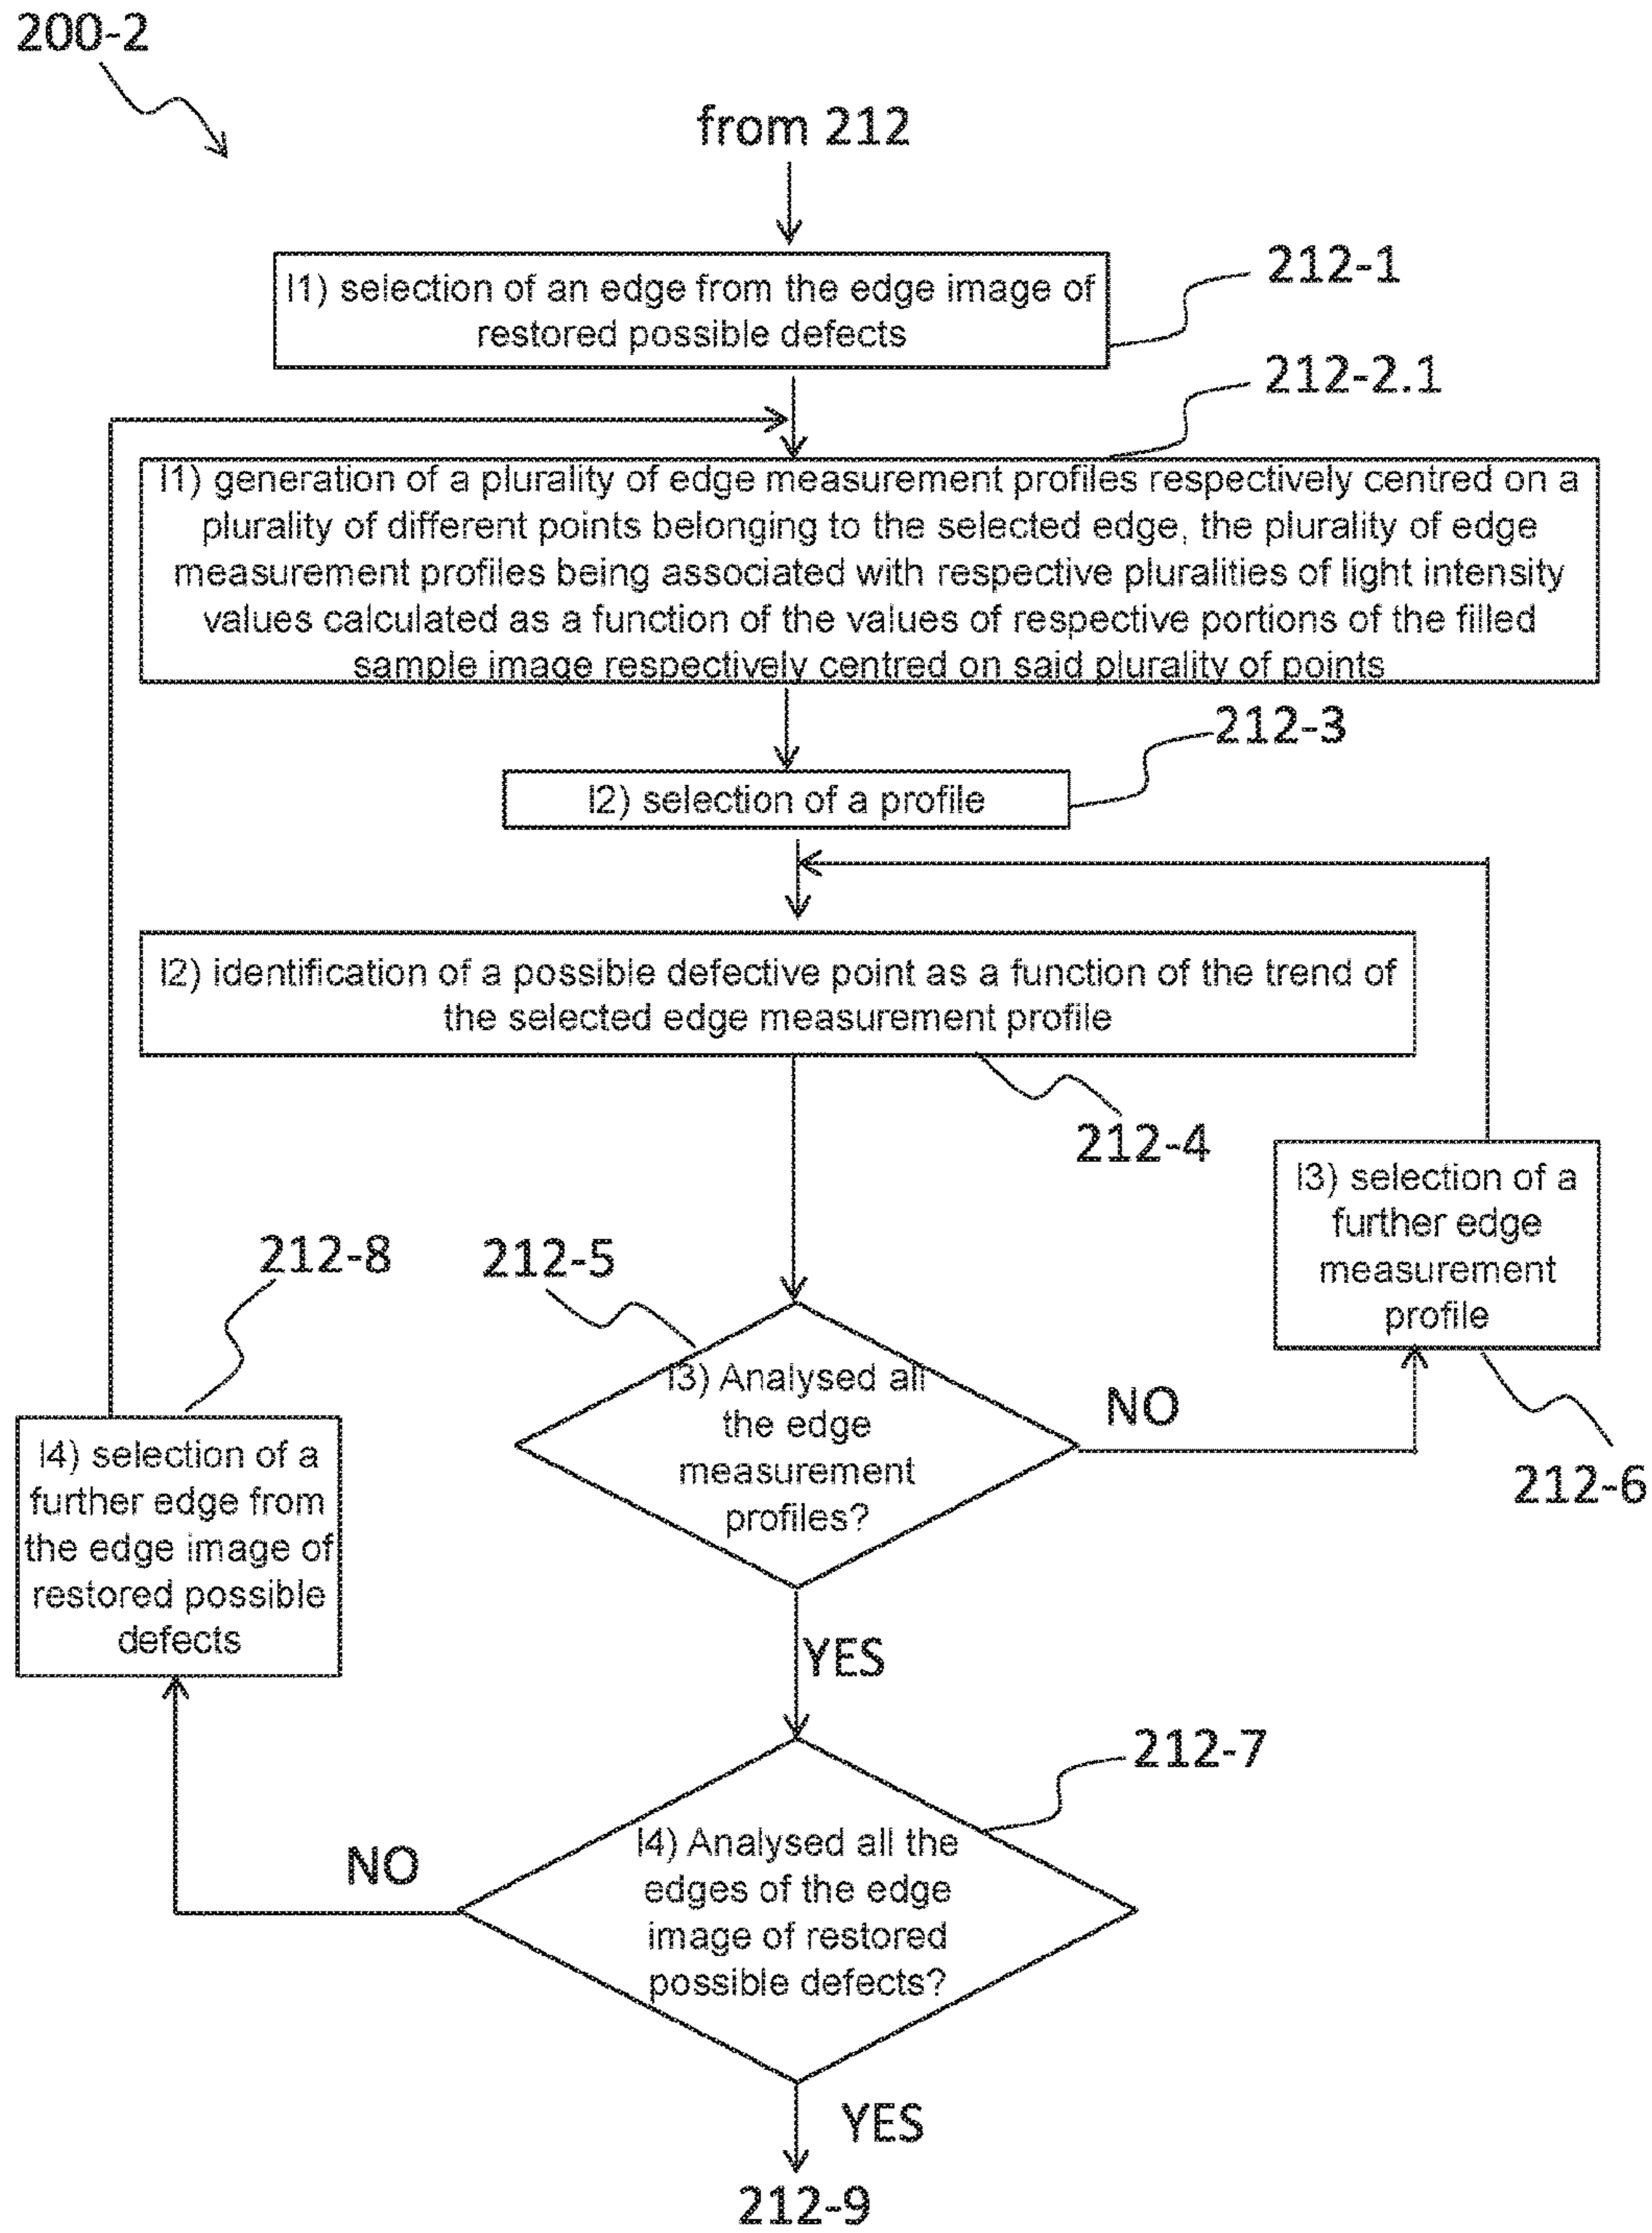 200-2
from 212
I1) selection of an edge from the edge image of
restored possible defects
212-1
212-2.1
I1) generation of a plurality of edge measurement profiles respectively centred on a
plurality of different points belonging to the selected edge, the plurality of edge
measurement profiles being associated with respective pluralities of light intensity
values calculated as a function of the values of respective portions of the filled
sample image respectively centred on said plurality of points
212-3
I2) selection of a profile
I2) identification of a possible defective point as a function of the trend of
the selected edge measurement profile
212-4
I3) selection of a
further edge
measurement
profile
212-6
212-8
212-5
I3) Analysed all
the edge
measurement
profiles?
NO
I4) selection of a
further edge from
the edge image of
restored possible
defects
YES
212-7
I4) Analysed all the
edges of the edge
image of restored
possible defects?
NO
YES
212-9